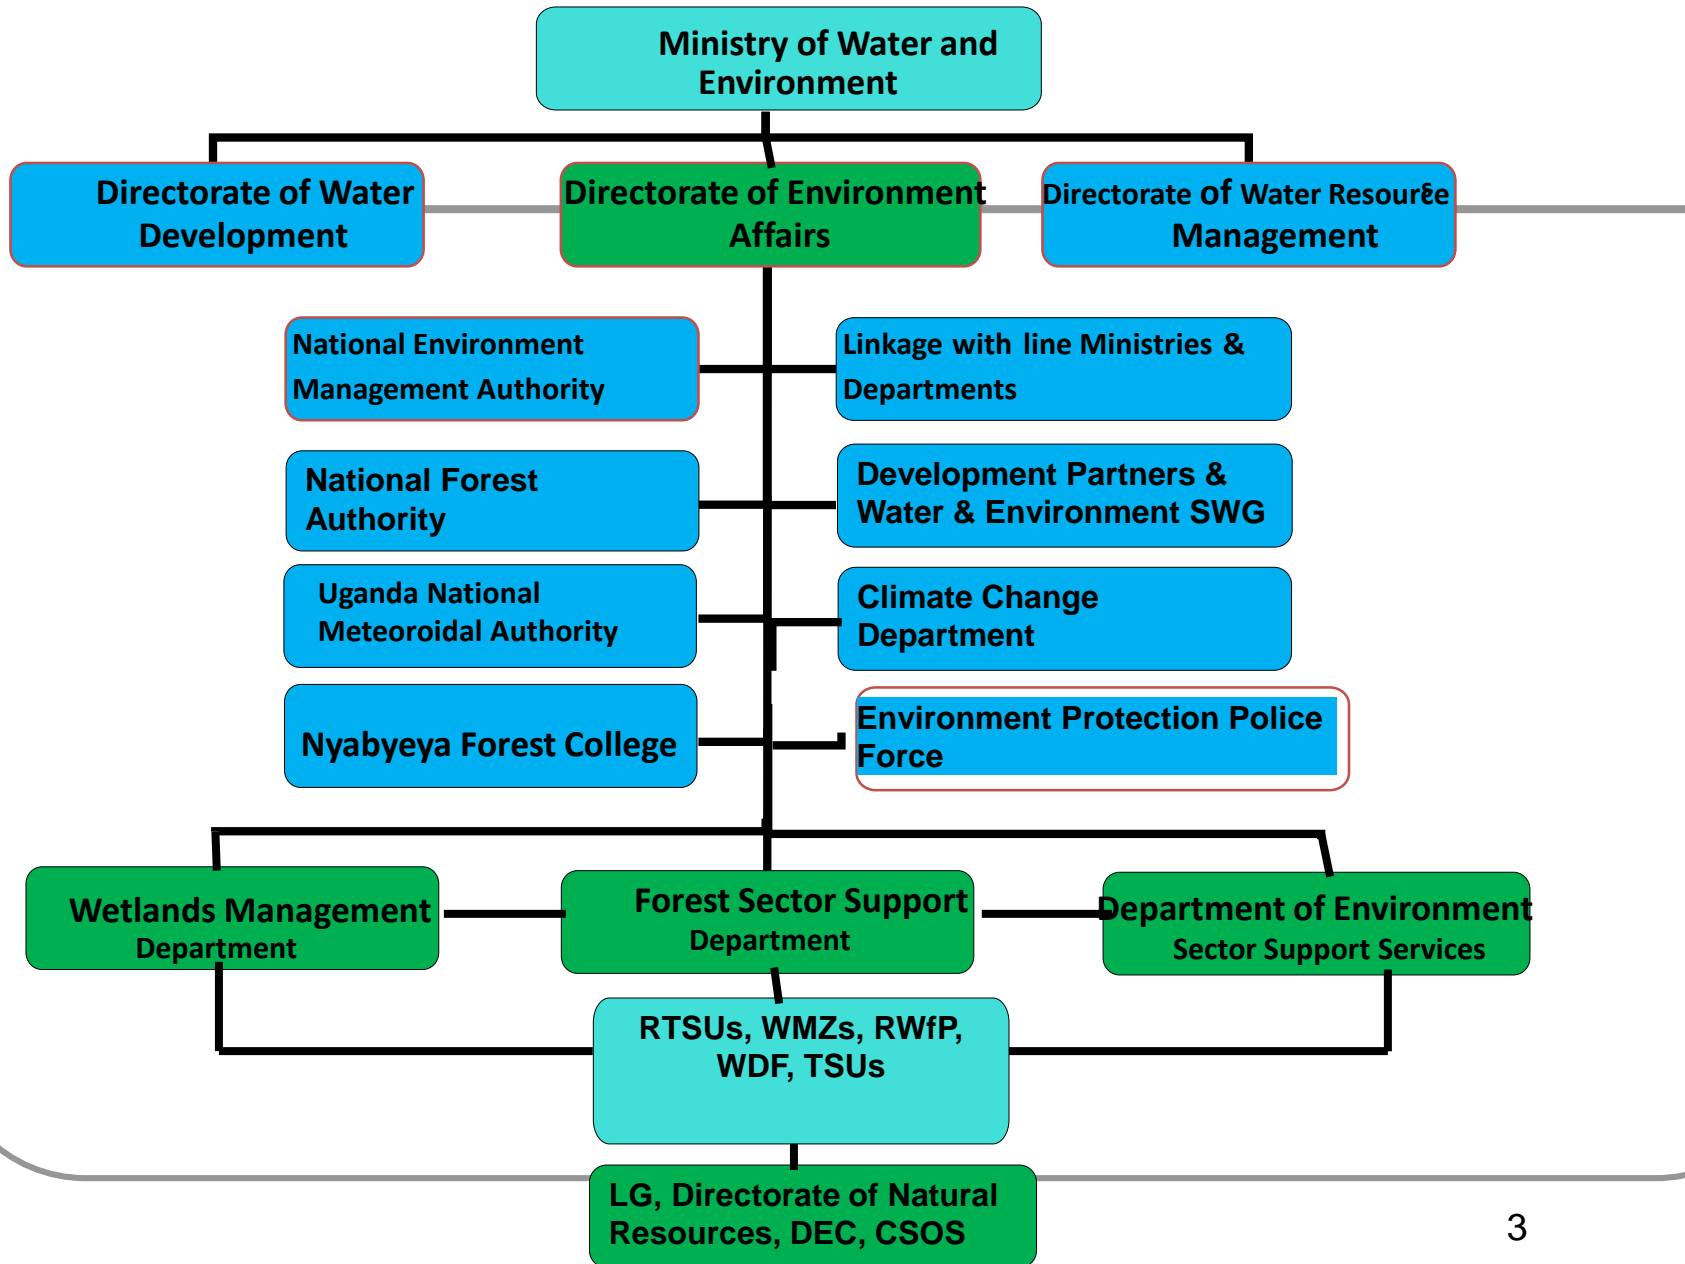 Ministry of Water and
Environment
Directorate of Water
Development
Directorate of Environment
Affairs
Directorate of Water Resource
Management
National Environment
Management Authority
Linkage with line Ministries &
Departments
National Forest
Authority
Development Partners &
Water & Environment SWG
Uganda National
Meteoroidal Authority
Climate Change
Department
Nyabyeya Forest College
Environment Protection Police
Force
Wetlands Management
Department
Forest Sector Support
Department
Department of Environment
Sector Support Services
RTSUs, WMZs, RWfP,
WDF, TSUs
LG, Directorate of Natural
Resources, DEC, CSOS
3